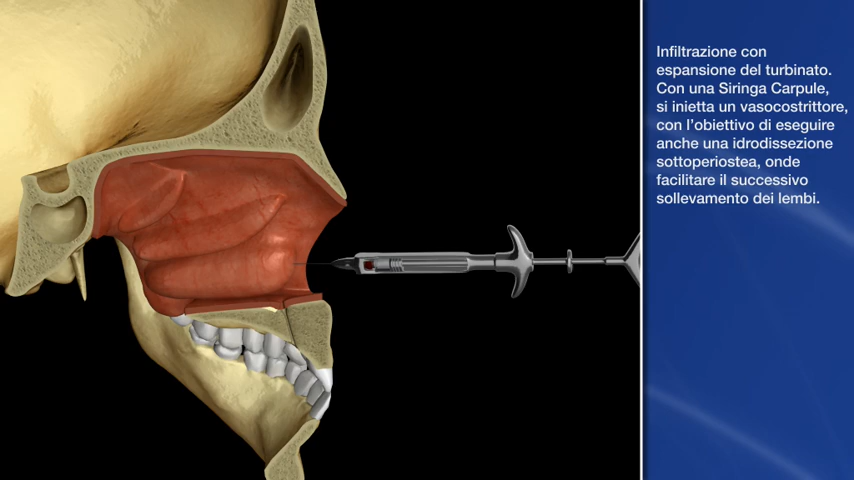 Infiltrazione con
espansione del turbinato.
Con una Siringa Carpule,
si inietta un vasocostrittore,
con l'obiettivo di eseguire
anche una idrodissezione
sottoperiostea, onde
facilitare il successivo
sollevamento dei lembi.